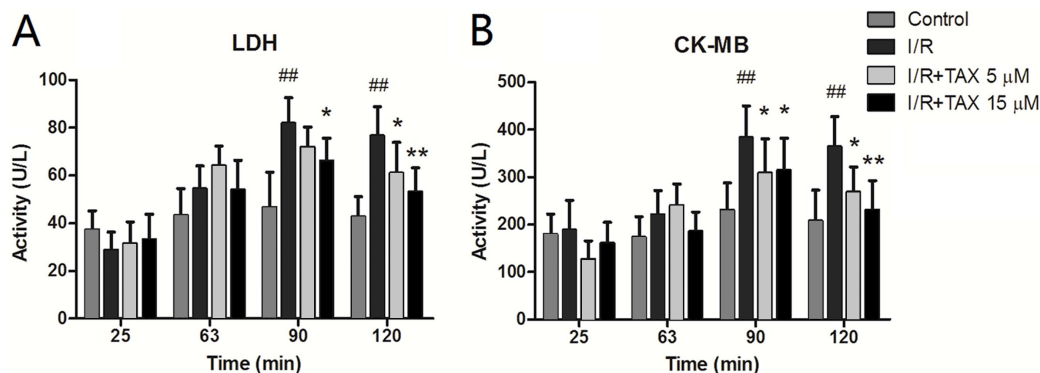 A
LDH
##
##
*
*
**
Activity (U/L)
100
80
60
40
20
0
25 63 90 120
Time (min)
B
CK-MB
##
##
* *
*
**
Activity (U/L)
500
400
300
200
100
0
25 63 90 120
Time (min)
Control
I/R
I/R+TAX 5 μM
I/R+TAX 15 μM